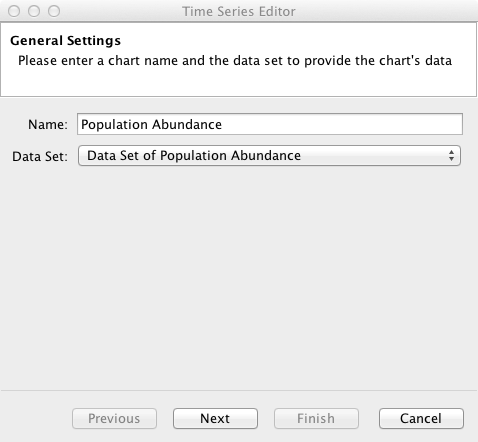 Time Series Editor
General Settings
Please enter a chart name and the data set to provide the chart's data
Name: Population Abundance
Data Set: Data Set of Population Abundance
Previous Next Finish Cancel